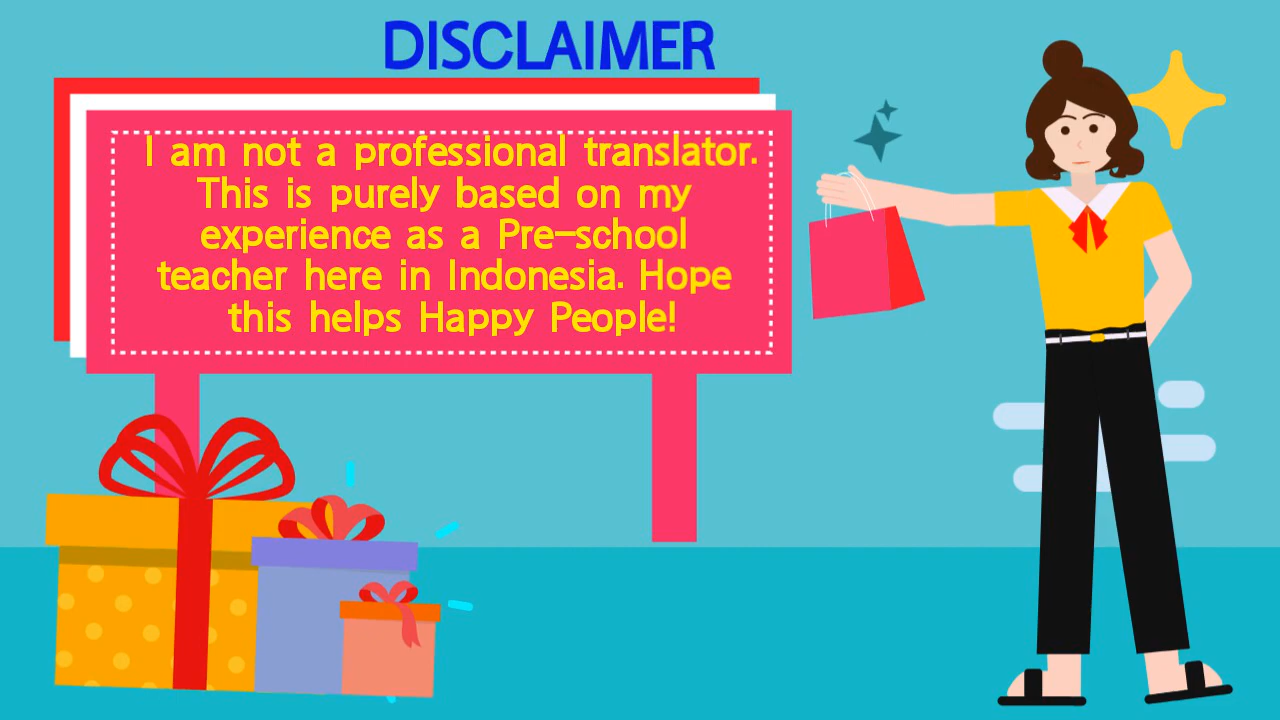 DISCLAIMER
I am not a professional translator.
This is purely based on my
experience as a Pre-school
teacher here in Indonesia. Hope
this helps Happy People!